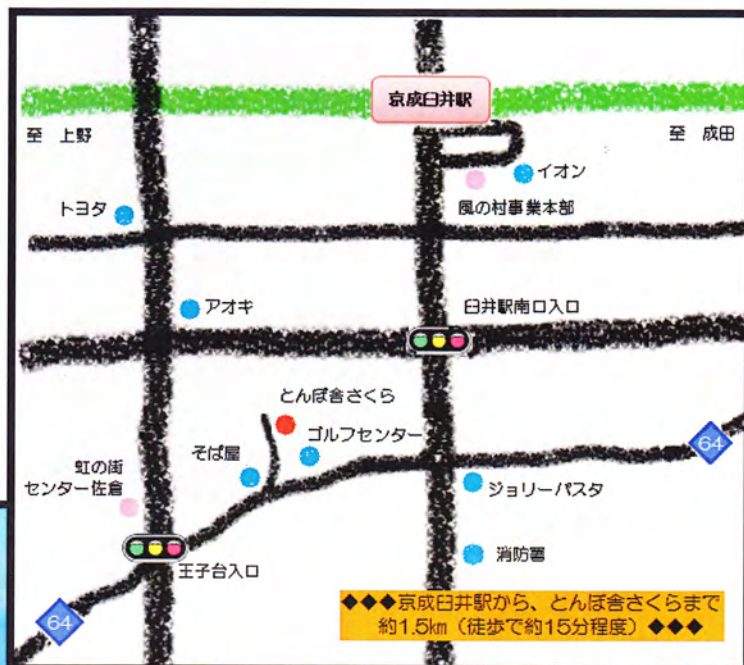 京成臼井駅
至 上野
至 成田
イオン
トヨタ
風の村事業本部
アオキ
臼井駅南口入口
とんぼ舎さくら
ゴルフセンター
そば屋
64
虹の街
センター佐倉
ジョリーパスタ
王子台入口
消防署
64
◆◆◆京成臼井駅から、とんぼ舎さくらまで
約1.5km(徒歩で約15分程度)◆◆◆